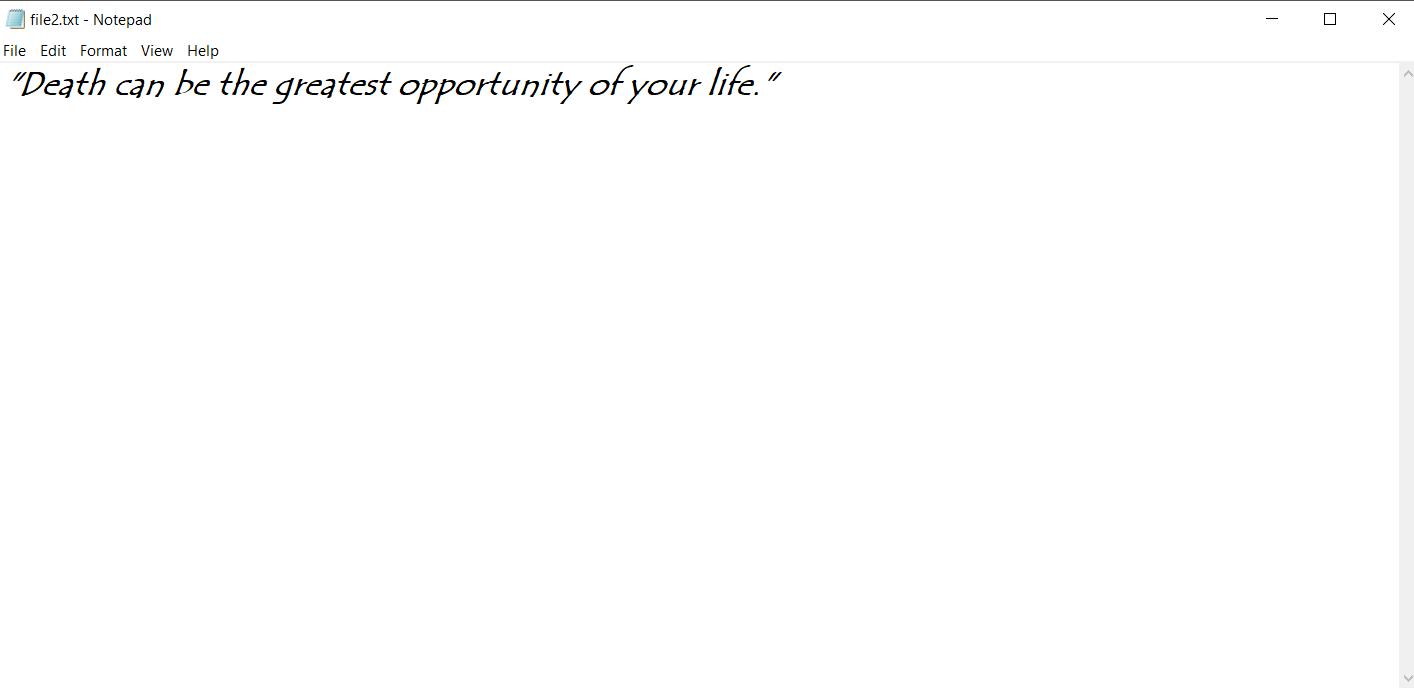 file2.txt - Notepad
File Edit Format View Help
"Death can be the greatest opportunity of your life."